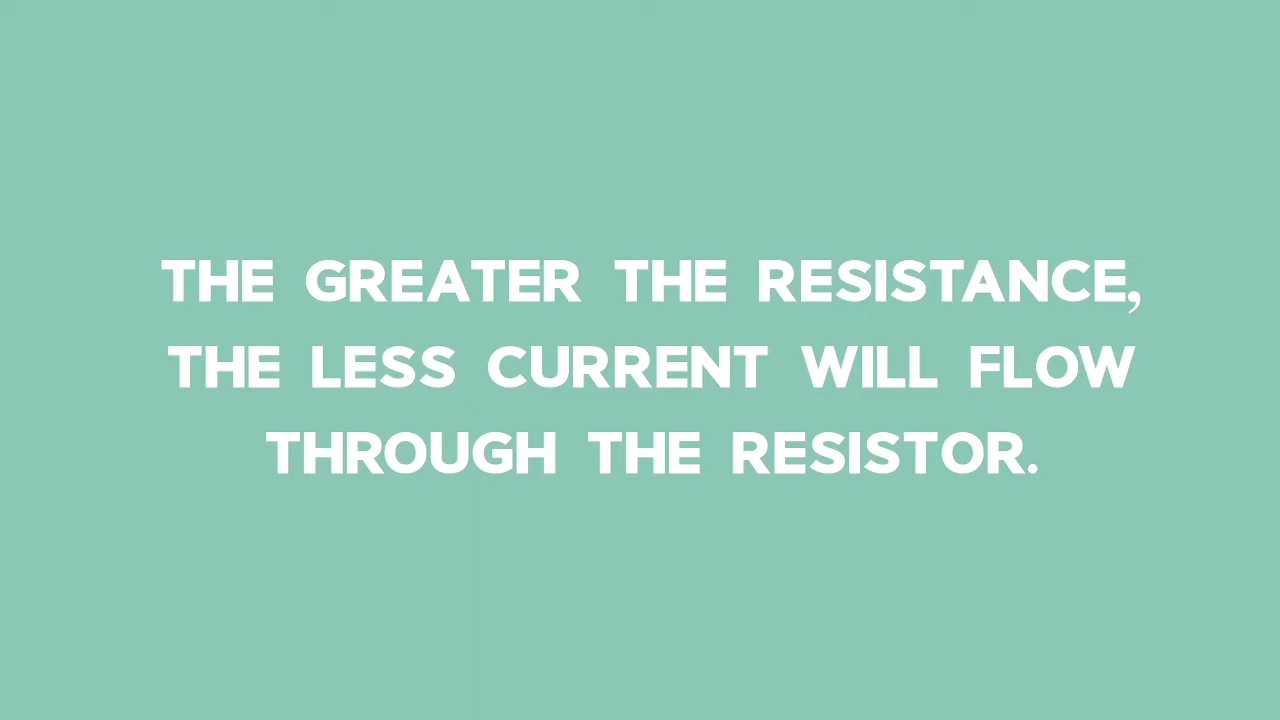 THE GREATER THE RESISTANCE,
THE LESS CURRENT WILL FLOW
THROUGH THE RESISTOR.